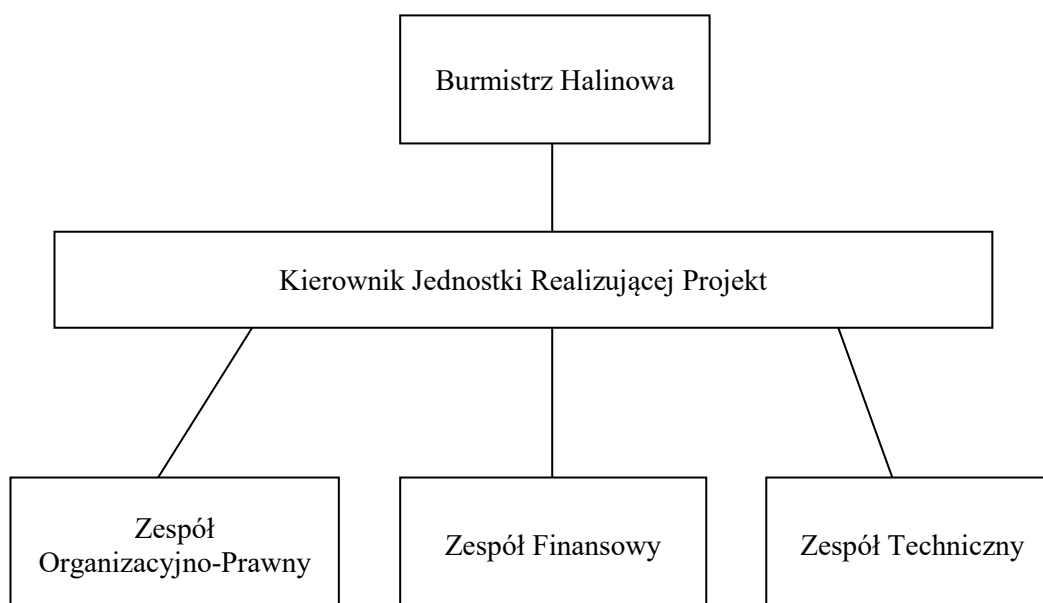 Burmistrz Halinowa
Kierownik Jednostki Realizującej Projekt
Zespół
Organizacyjno-Prawny
Zespół Finansowy
Zespół Techniczny